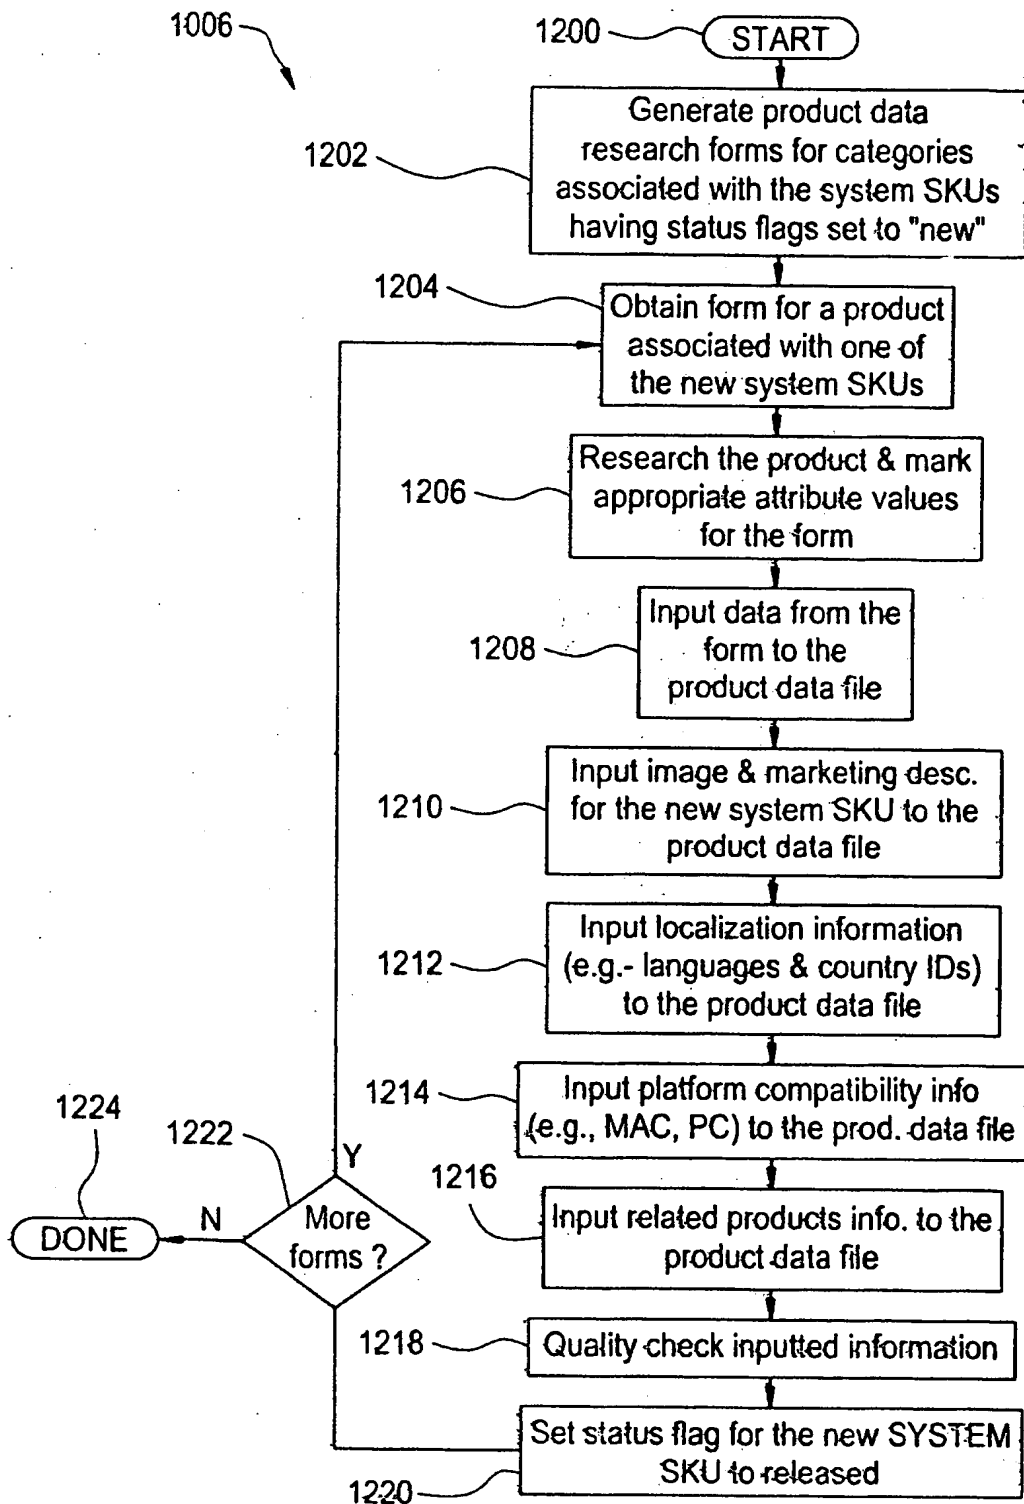 1006
1200
START
1202
Generate product data
research forms for categories
associated with the system SKUs
having status flags set to "new"
1204
Obtain form for a product
associated with one of
the new system SKUs
1206
Research the product & mark
appropriate attribute values
for the form
1208
Input data from the
form to the
product data file
1210
Input image & marketing desc.
for the new system SKU to the
product data file
1212
Input localization information
(e.g.- languages & country IDs)
to the product data file
1214
Input platform compatibility info
(e.g., MAC, PC) to the prod. data file
1216
Input related products info. to the
product data file
1218
Quality check inputted information
1220
Set status flag for the new SYSTEM
SKU to released
1222
More
forms ?
Y
N
1224
DONE